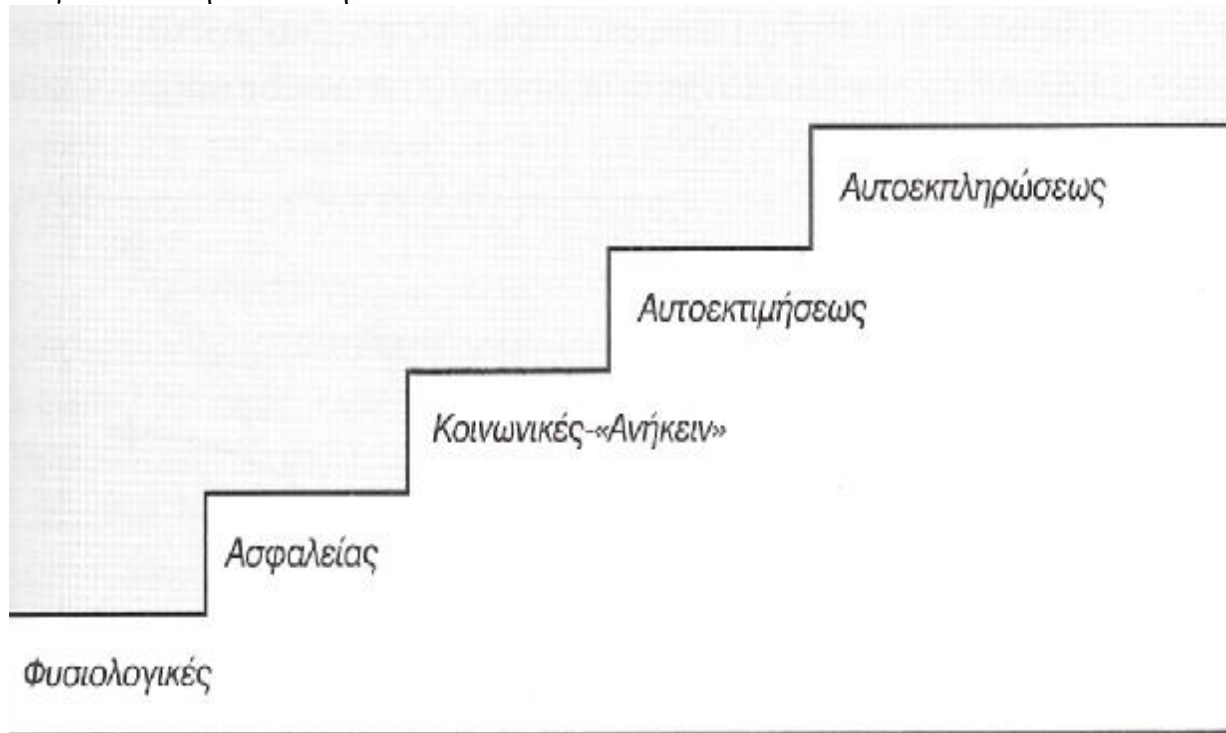 Αυτοεκπληρώσεως
Αυτοεκτιμήσεως
Κοινωνικές-«Ανήκειν»
Ασφαλείας
Φυσιολογικές